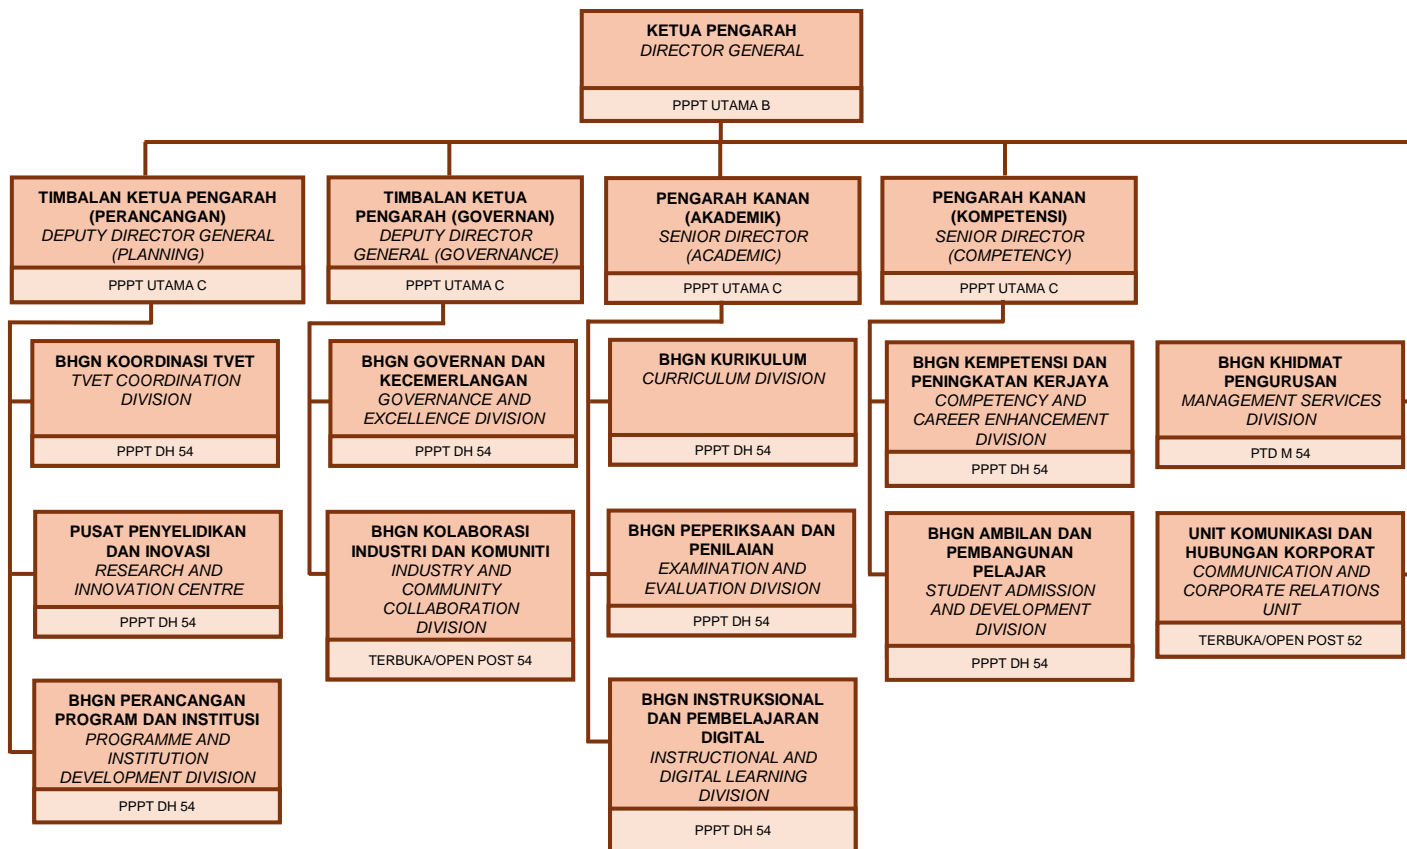 KETUA PENGARAH
DIRECTOR GENERAL
PPPT UTAMA B
TIMBALAN KETUA PENGARAH
(PERANCANGAN)
DEPUTY DIRECTOR GENERAL
(PLANNING)
PPPT UTAMA C
TIMBALAN KETUA
PENGARAH (GOVERNAN)
DEPUTY DIRECTOR
GENERAL (GOVERNANCE)
PPPT UTAMA C
PENGARAH KANAN
(AKADEMIK)
SENIOR DIRECTOR
(ACADEMIC)
PPPT UTAMA C
PENGARAH KANAN
(KOMPETENSI)
SENIOR DIRECTOR
(COMPETENCY)
PPPT UTAMA C
BHGN KOORDINASI TVET
TVET COORDINATION
DIVISION
PPPT DH 54
BHGN GOVERNAN DAN
KECEMERLANGAN
GOVERNANCE AND
EXCELLENCE DIVISION
PPPT DH 54
BHGN KURIKULUM
CURRICULUM DIVISION
PPPT DH 54
BHGN KEMPETENSI DAN
PENINGKATAN KERJAYA
COMPETENCY AND
CAREER ENHANCEMENT
DIVISION
PPPT DH 54
BHGN KHIDMAT
PENGURUSAN
MANAGEMENT SERVICES
DIVISION
PTD M 54
PUSAT PENYELIDIKAN
DAN INOVASI
RESEARCH AND
INNOVATION CENTRE
PPPT DH 54
BHGN KOLABORASI
INDUSTRI DAN KOMUNITI
INDUSTRY AND
COMMUNITY
COLLABORATION
DIVISION
TERBUKA/OPEN POST 54
BHGN PEPERIKSAAN DAN
PENILAIAN
EXAMINATION AND
EVALUATION DIVISION
PPPT DH 54
BHGN AMBILAN DAN
PEMBANGUNAN
PELAJAR
STUDENT ADMISSION
AND DEVELOPMENT
DIVISION
PPPT DH 54
UNIT KOMUNIKASI DAN
HUBUNGAN KORPORAT
COMMUNICATION AND
CORPORATE RELATIONS
UNIT
TERBUKA/OPEN POST 52
BHGN PERANCANGAN
PROGRAM DAN INSTITUSI
PROGRAMME AND
INSTITUTION
DEVELOPMENT DIVISION
PPPT DH 54
BHGN INSTRUKSIONAL
DAN PEMBELAJARAN
DIGITAL
INSTRUCTIONAL AND
DIGITAL LEARNING
DIVISION
PPPT DH 54